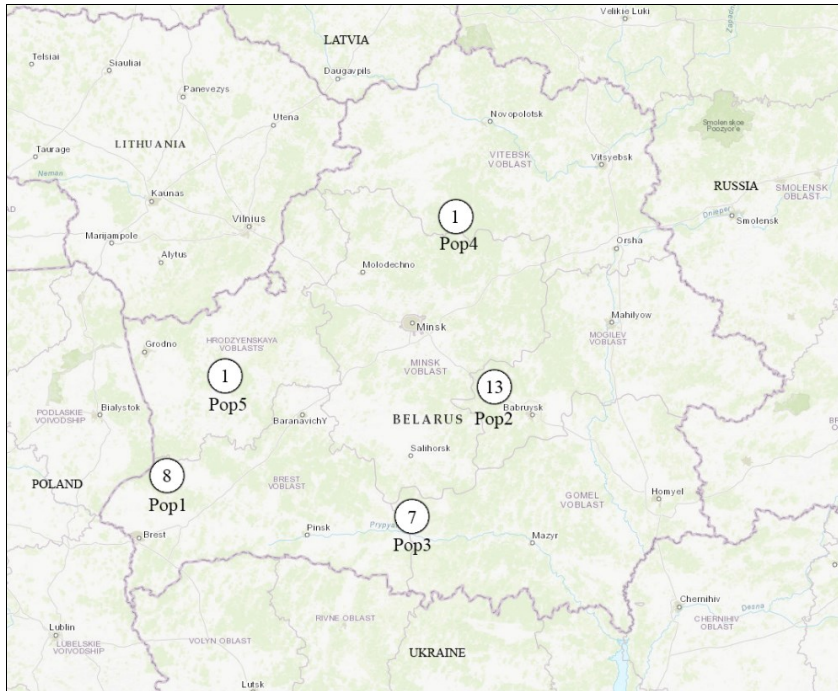 Velikie Luki
LATVIA
Telsiai
Siauliai
Daugavpils
Panevezys
Novopolotsk
Utena
Smolenskoe
Poozyor'e
LITHUANIA
VITEBSK
VOBLAST
Taurage
Vitsyebsk
Neman
RUSSIA
SMOLENSK
OBLAST
Kaunas
Dnieper
Smolensk
1
Pop4
Vilnius
Marijampole
Orsha
Alytus
Molodechno
Minsk
Mahilyow
MOGILEV
VOBLAST
HRODZYENSKAYA
VOBLASTS'
Grodno
MINSK
VOBLAST
1
Pop5
13
Pop2
PODLASKIE
VOIVODSHIP
Bialystok
BaranavichY
BELARUS
Babruysk
Salihorsk
8
Pop1
POLAND
BREST
VOBLAST
GOMEL
VOBLAST
Homyel
7
Pop3
Pinsk
Mazyr
Brest
Chernihiv
Desna
CHERNIHIV
OBLAST
RIVNE OBLAST
Lublin
LUBELSKIE
VOIVODSHIP
VOLYN OBLAST
UKRAINE
Lutsk